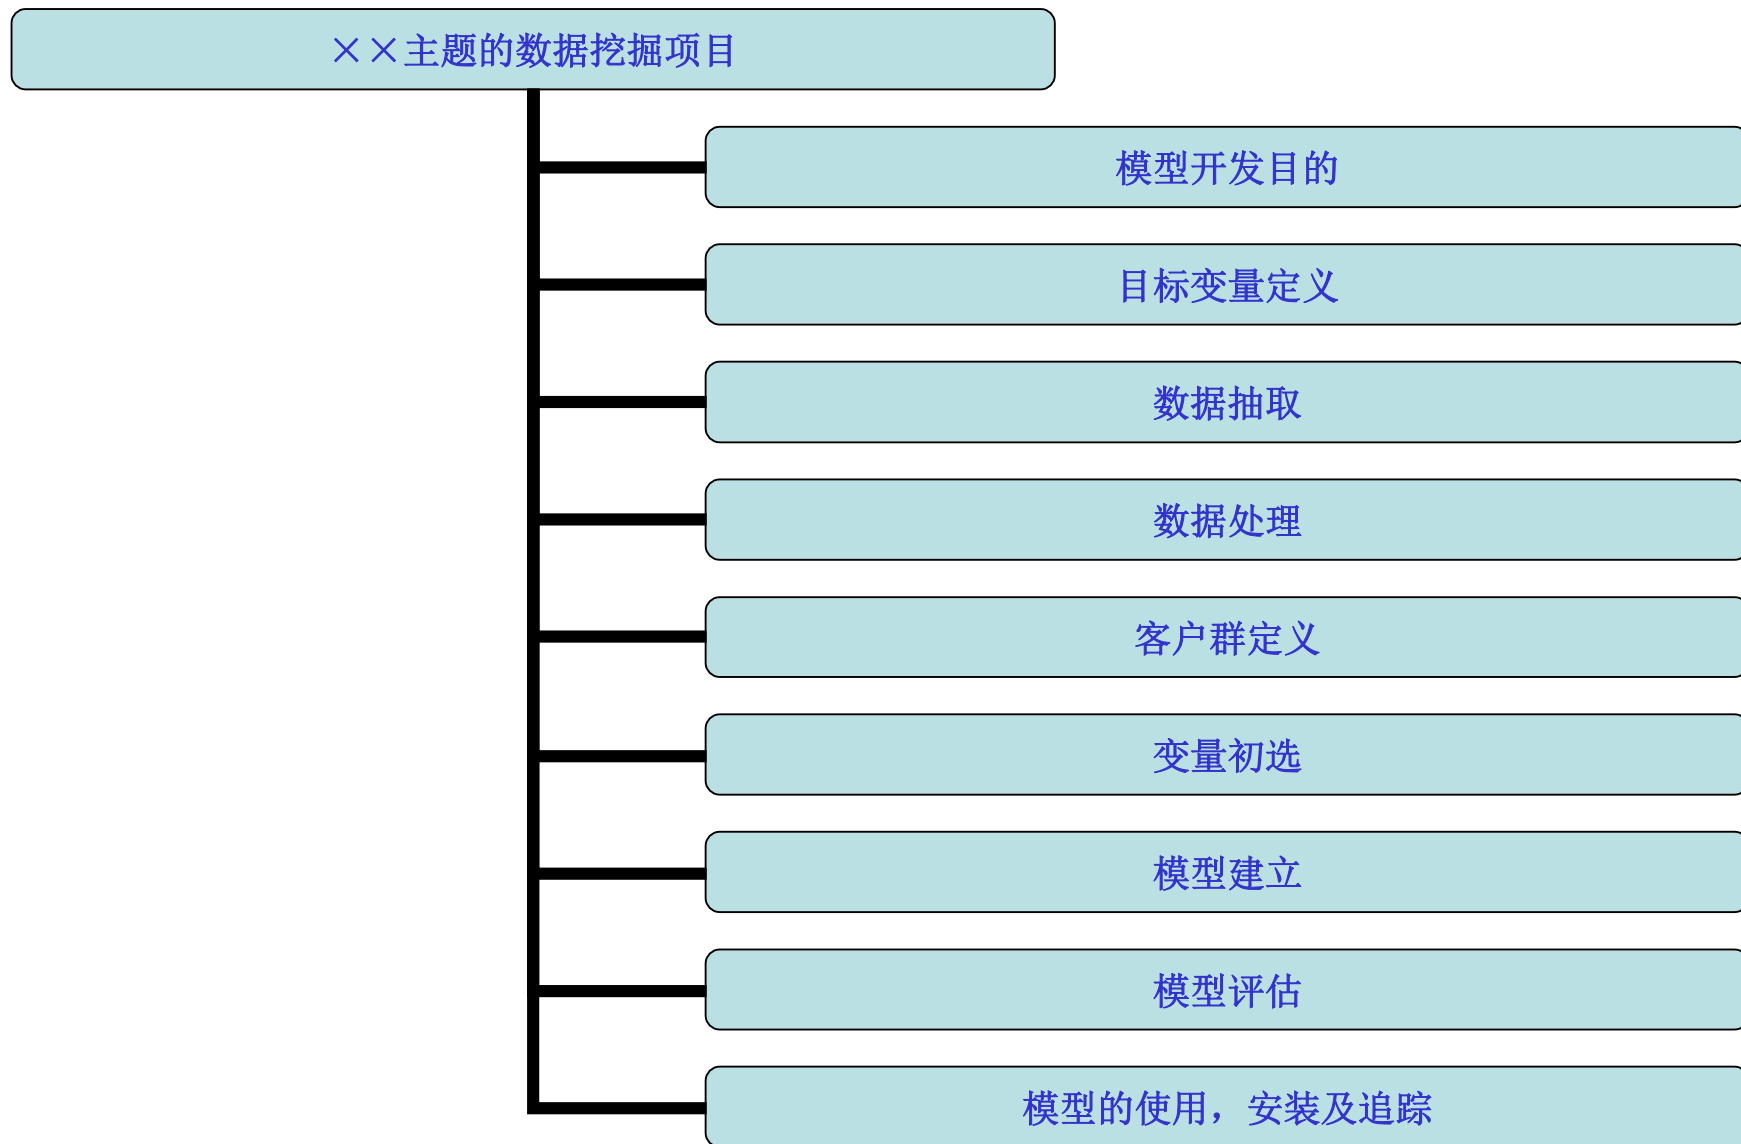 ××主题的数据挖掘项目
模型开发目的
目标变量定义
数据抽取
数据处理
客户群定义
变量初选
模型建立
模型评估
模型的使用，安装及追踪